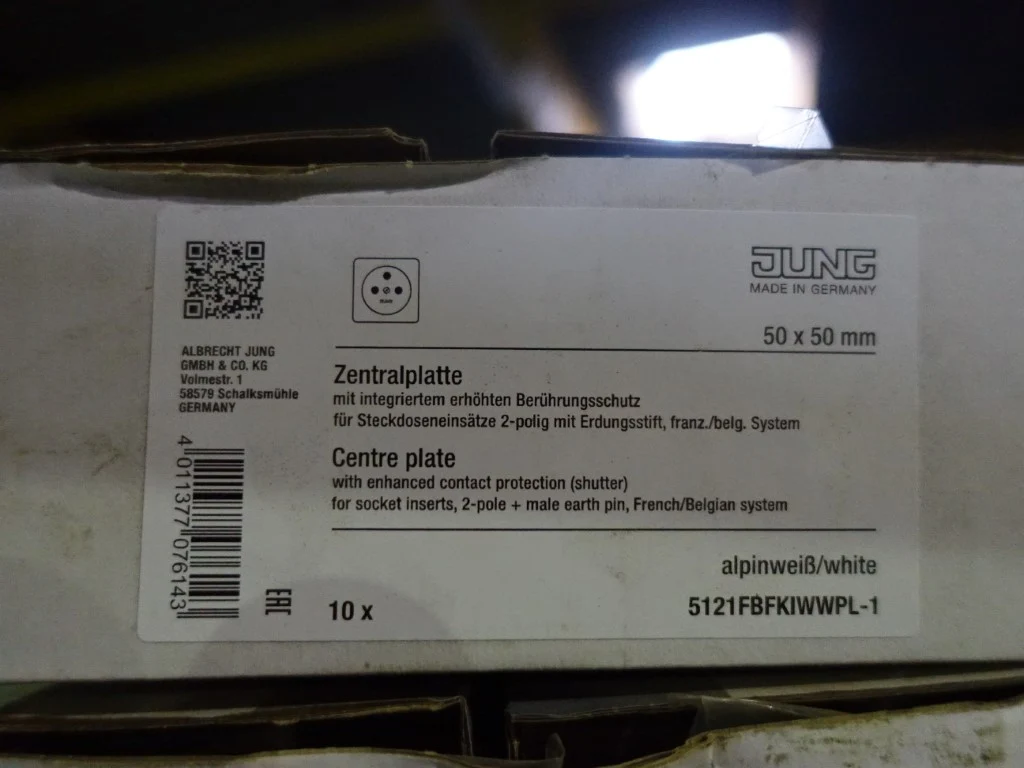 JUNG
MADE IN GERMANY
50 x 50 mm
ALBRECHT JUNG
GMBH & CO. KG
Volmestr. 1
58579 Schalksmühle
GERMANY
Zentralplatte
mit integriertem erhöhten Berührungsschutz
für Steckdoseneinsätze 2-polig mit Erdungsstift, franz./belg. System
Centre plate
with enhanced contact protection (shutter)
for socket inserts, 2-pole + male earth pin, French/Belgian system
4 011377 076143
EAC
alpinweiß/white
10 x
5121FBFKIWWPL-1